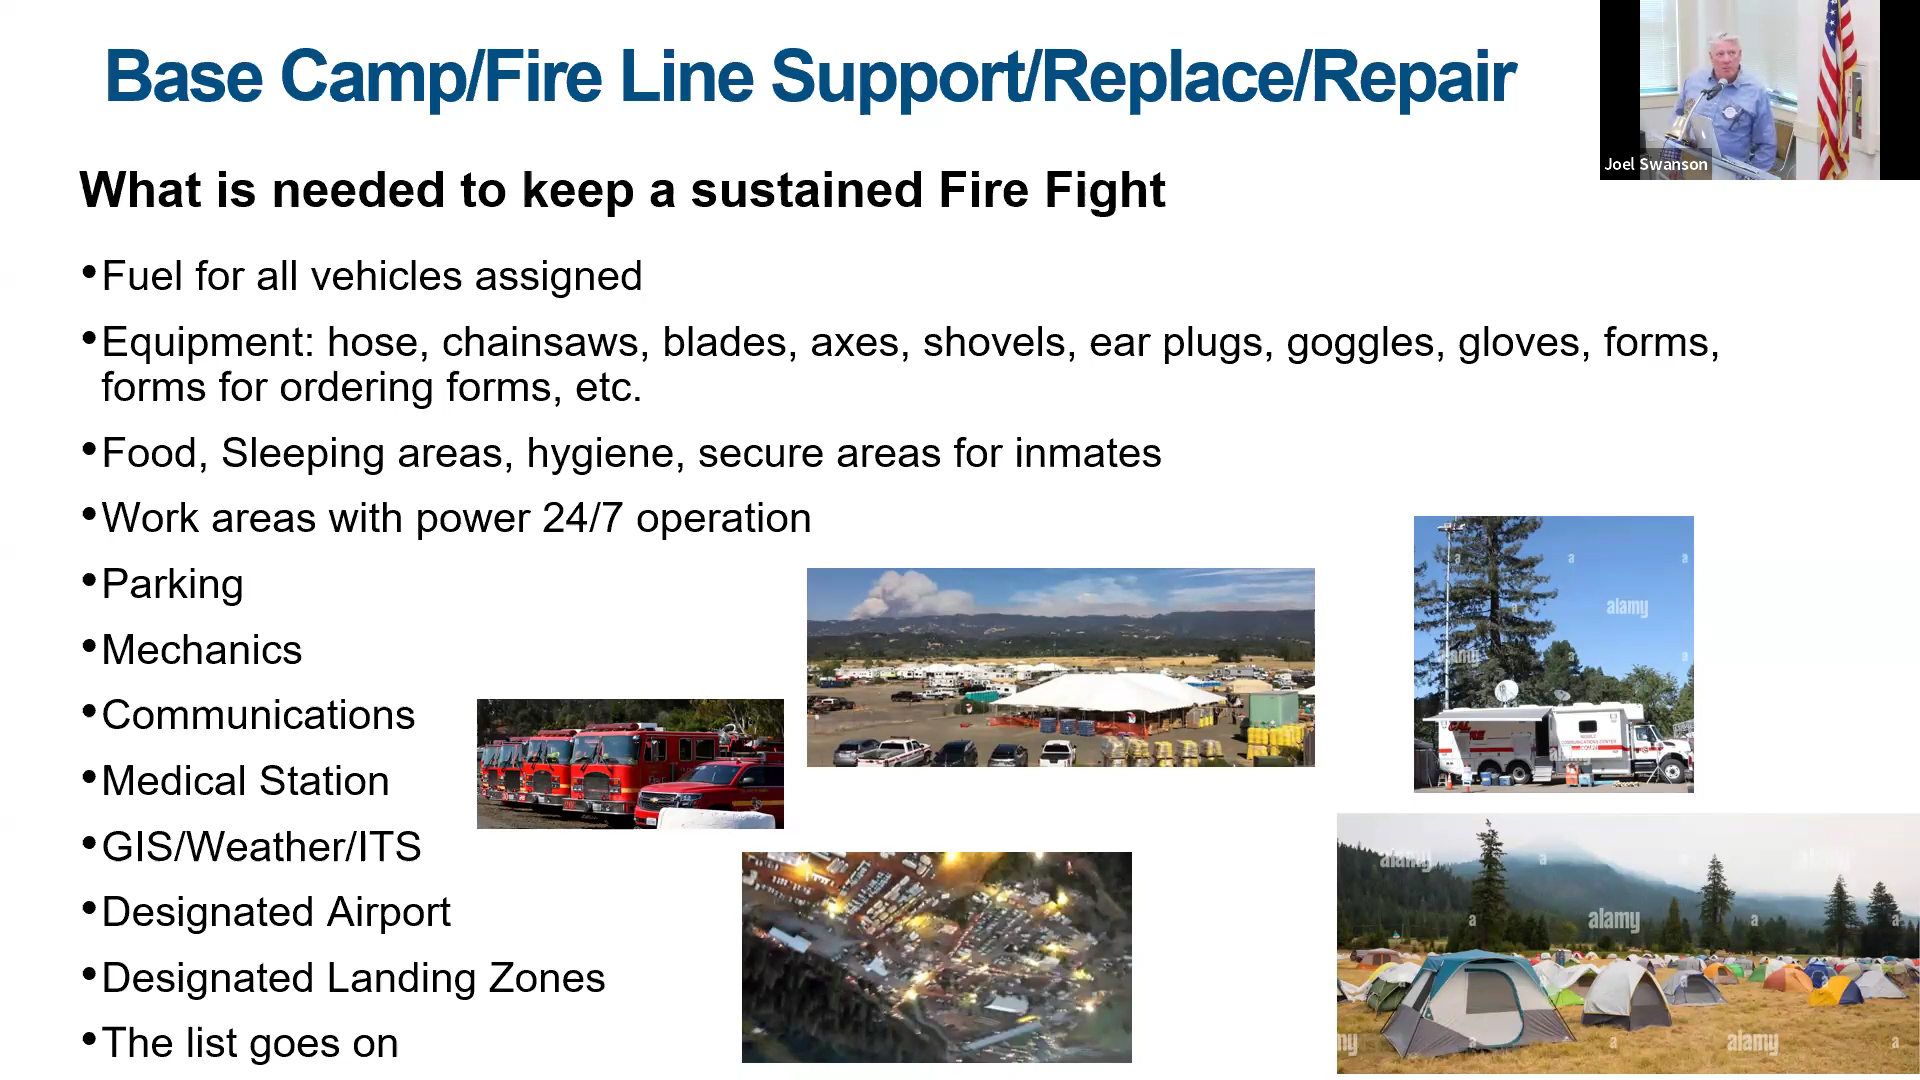 Base Camp/Fire Line Support/Replace/Repair
Joel Swanson
What is needed to keep a sustained Fire Fight
•Fuel for all vehicles assigned
•Equipment: hose, chainsaws, blades, axes, shovels, ear plugs, goggles, gloves, forms,
forms for ordering forms, etc.
•Food, Sleeping areas, hygiene, secure areas for inmates
•Work areas with power 24/7 operation
•Parking
•Mechanics
•Communications
•Medical Station
•GIS/Weather/ITS
•Designated Airport
•Designated Landing Zones
•The list goes on
a
a
alamy
alamy
a
alamy
a
alamy
a
alamy
a
a
a
alamy
a